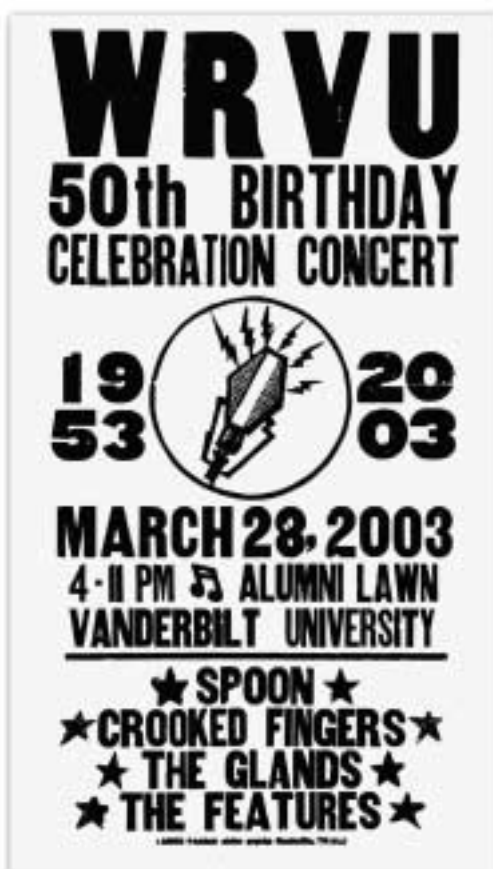 WRVU
50th BIRTHDAY
CELEBRATION CONCERT
19 20
53 03
MARCH 28, 2003
4-11 PM ALUMNI LAWN
VANDERBILT UNIVERSITY
SPOON
CROOKED FINGERS
THE GLANDS
THE FEATURES